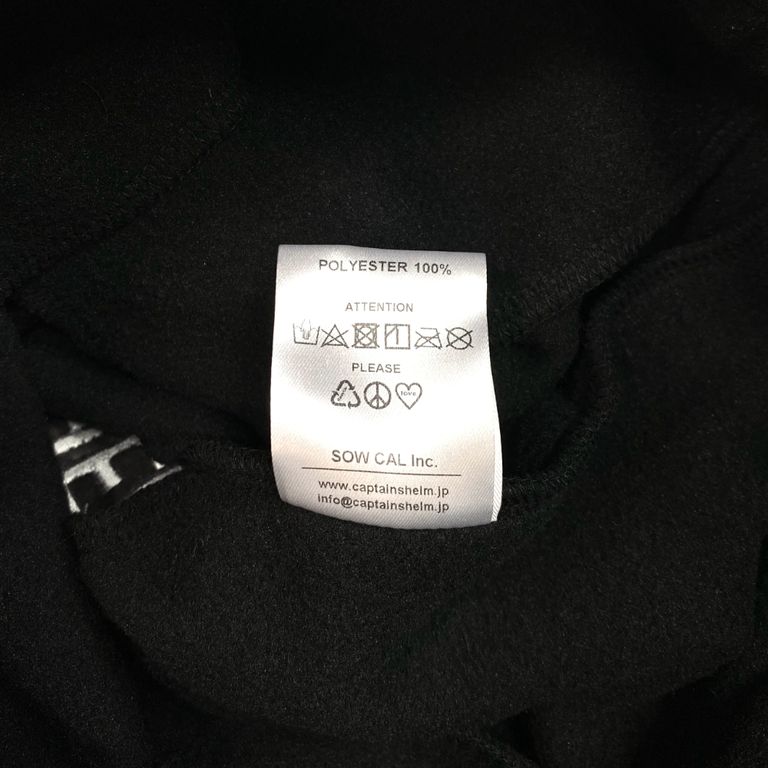 POLYESTER 100%
ATTENTION
PLEASE
love
SOW CAL Inc.
www.captainshelm.jp
info@captainshelm.jp